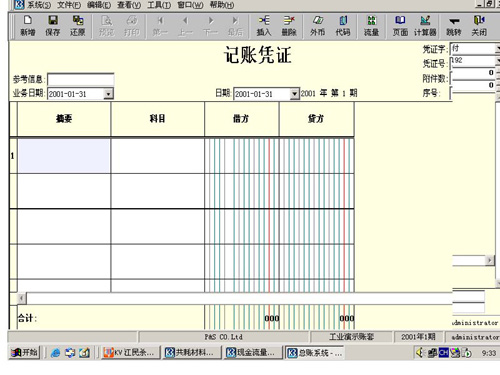 系统(S) 文件(F) 编辑(E) 查看(V) 工具(T) 窗口(W) 帮助(H)
新增 保存 还原 预览 打印 第一 上一 下一 最后 插入 删除 外币 代码 流量 页面 计算器 跳转 关闭
记账凭证
凭证字: 付
凭证号: 192
附件数: 0
序号: 0
参考信息:
业务日期: 2001-01-31 日期: 2001-01-31 2001 年 第 1 期
摘要 科目 借方 贷方
1
合计: 000 000
administrator
P&S CO.Ltd 工业演示账套 2001年1期 administrator
开始 KV江民杀... 共耗材料... 现金流量... 总账系统 -... CH 9:33